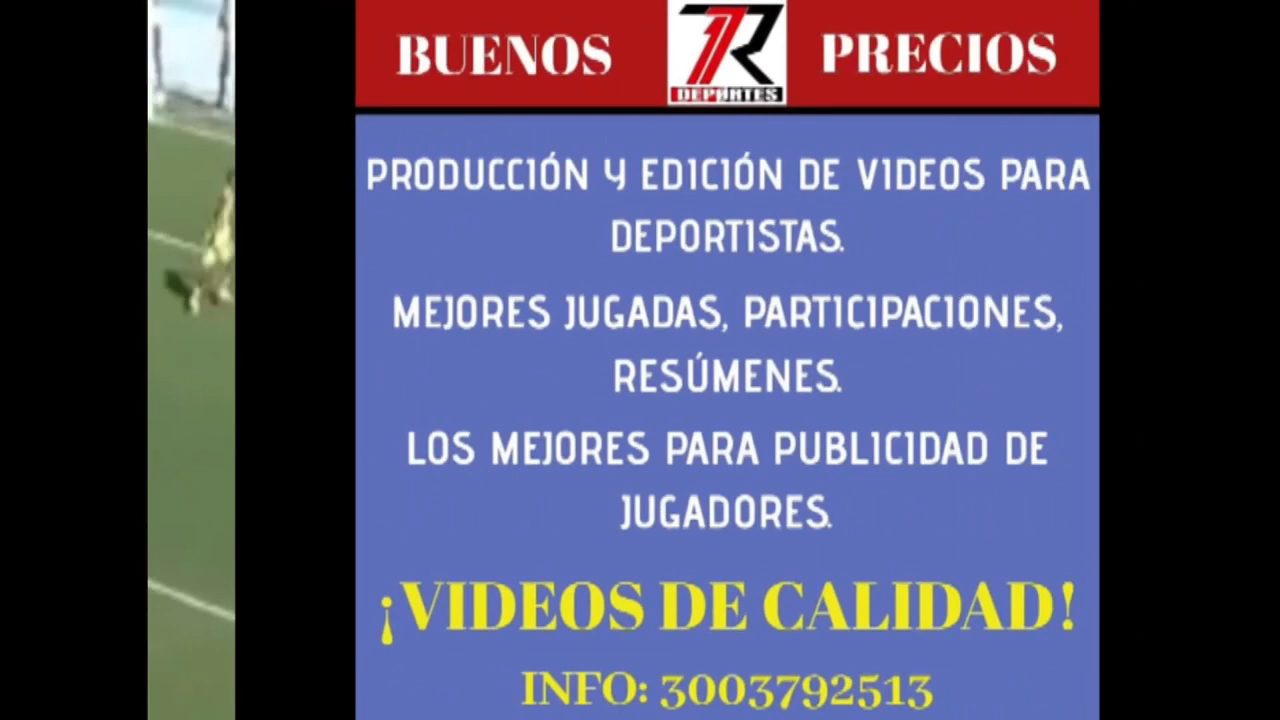 BUENOS
PRECIOS
7R
DEPORTES
PRODUCCIÓN Y EDICIÓN DE VIDEOS PARA
DEPORTISTAS.
MEJORES JUGADAS, PARTICIPACIONES,
RESÚMENES.
LOS MEJORES PARA PUBLICIDAD DE
JUGADORES.
¡VIDEOS DE CALIDAD!
INFO: 3003792513